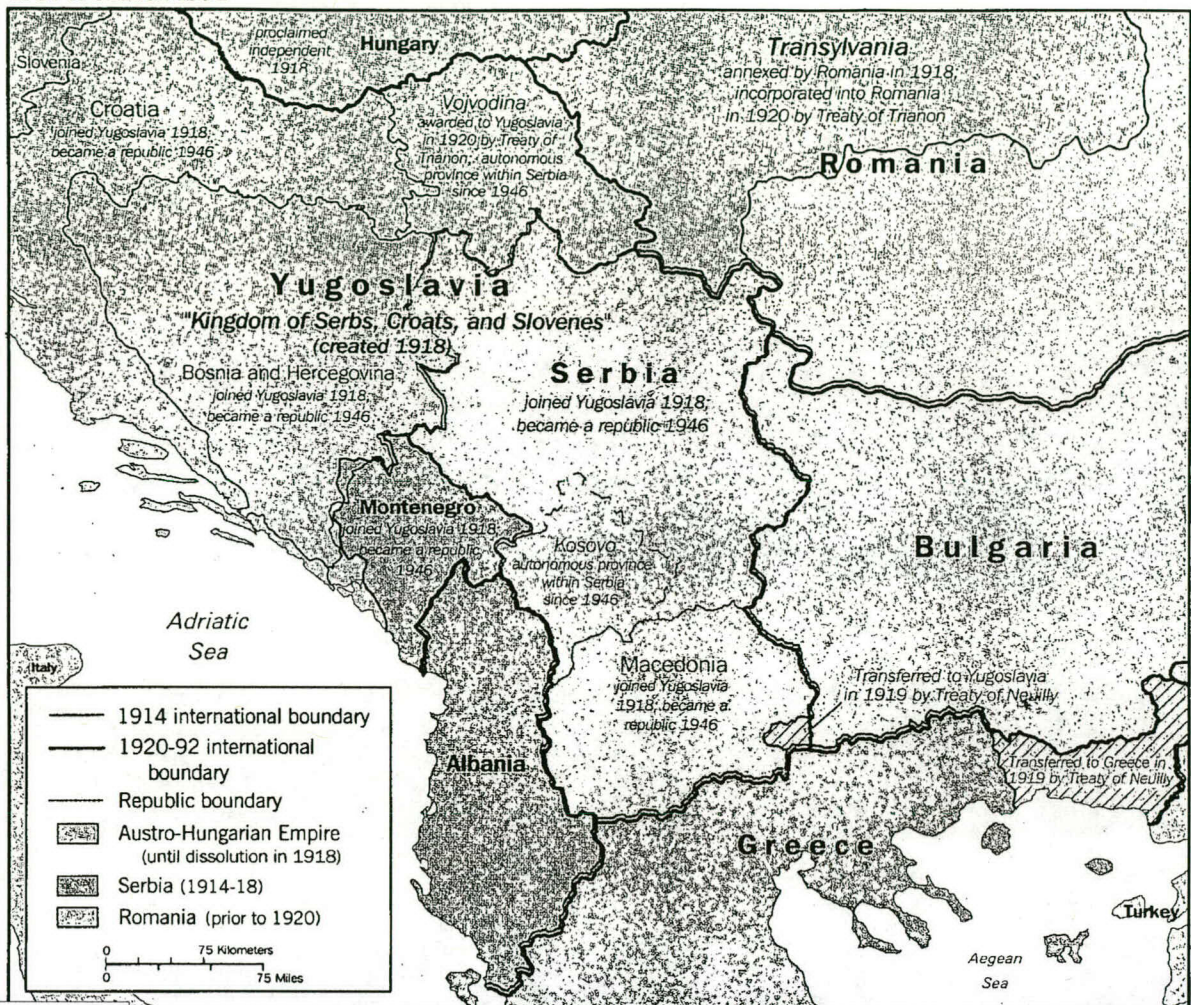 proclaimed
independent
1918
Hungary
Slovenia
Croatia
joined Yugoslavia 1918;
became a republic 1946
Vojvodina
awarded to Yugoslavia
in 1920 by Treaty of
Trianon; autonomous
province within Serbia
since 1946
Transylvania
annexed by Romania in 1918;
incorporated into Romania
in 1920 by Treaty of Trianon
Romania
Yugoslavia
"Kingdom of Serbs, Croats, and Slovenes"
(created 1918)
Bosnia and Hercegovina
joined Yugoslavia 1918;
became a republic 1946
Serbia
joined Yugoslavia 1918;
became a republic 1946
Montenegro
joined Yugoslavia 1918;
became a republic
1946
Kosovo
autonomous province
within Serbia
since 1946
Bulgaria
Adriatic
Sea
Italy
Macedonia
joined Yugoslavia
1918; became a
republic 1946
Transferred to Yugoslavia
in 1919 by Treaty of Neuilly
Albania
Transferred to Greece in
1919 by Treaty of Neuilly
Greece
Turkey
Aegean
Sea
1914 international boundary
1920-92 international
boundary
Republic boundary
Austro-Hungarian Empire
(until dissolution in 1918)
Serbia (1914-18)
Romania (prior to 1920)
0 75 Kilometers
0 75 Miles